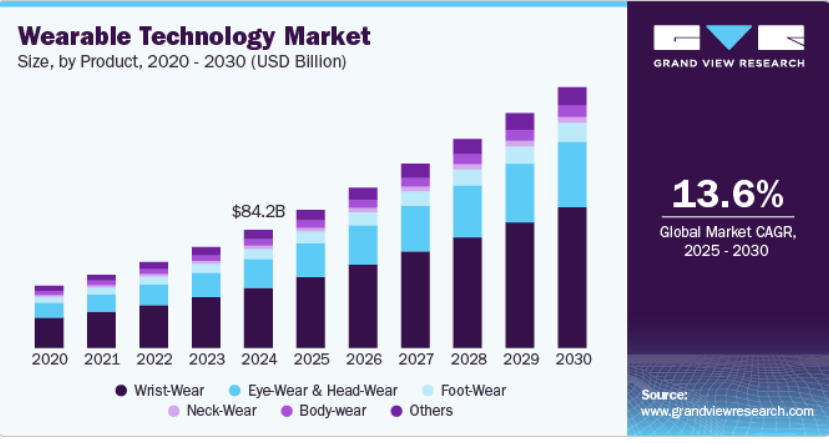 Wearable Technology Market
Size, by Product, 2020 - 2030 (USD Billion)
GRAND VIEW RESEARCH
$84.2B
13.6%
Global Market CAGR,
2025 - 2030
2020 2021 2022 2023 2024 2025 2026 2027 2028 2029 2030
Wrist-Wear Eye-Wear & Head-Wear Foot-Wear
Neck-Wear Body-wear Others
Source:
www.grandviewresearch.com